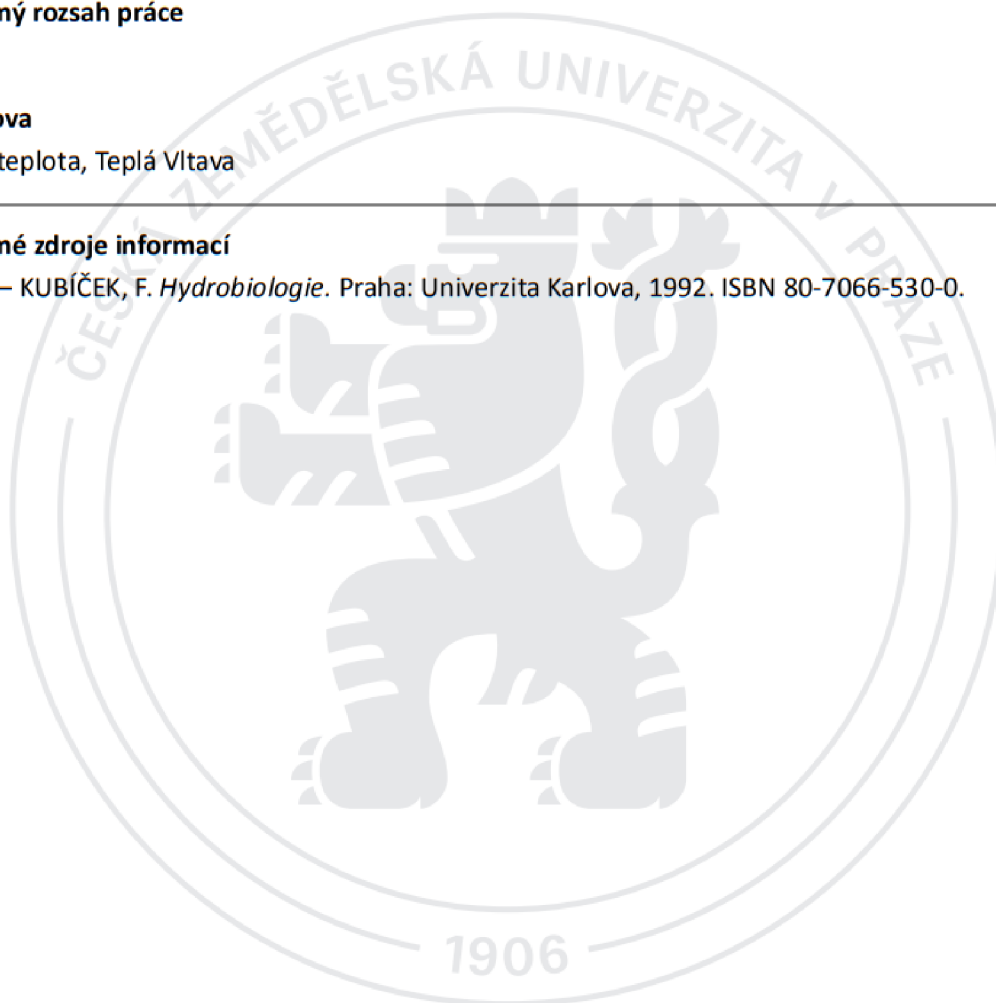 ný rozsah práce
ova
teplota, Teplá Vltava
né zdroje informací
– KUBÍČEK, F. Hydrobiologie. Praha: Univerzita Karlova, 1992. ISBN 80-7066-530-0.
ČESKÁ ZEMĚDĚLSKÁ UNIVERZITA V PRAZE
1906